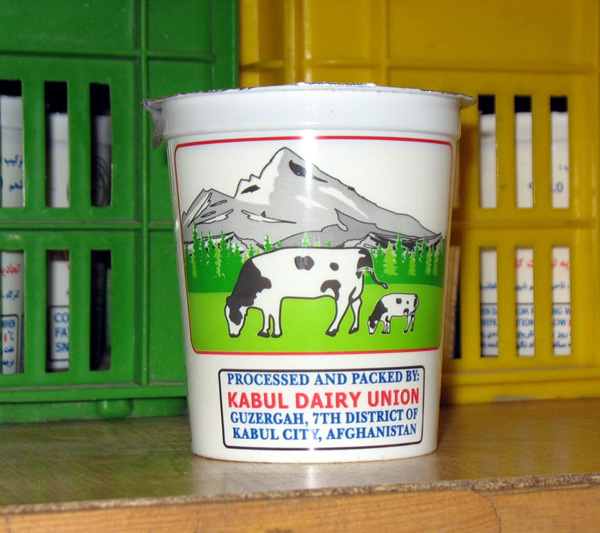 PROCESSED AND PACKED BY:
KABUL DAIRY UNION
GUZERGAH, 7TH DISTRICT OF
KABUL CITY, AFGHANISTAN